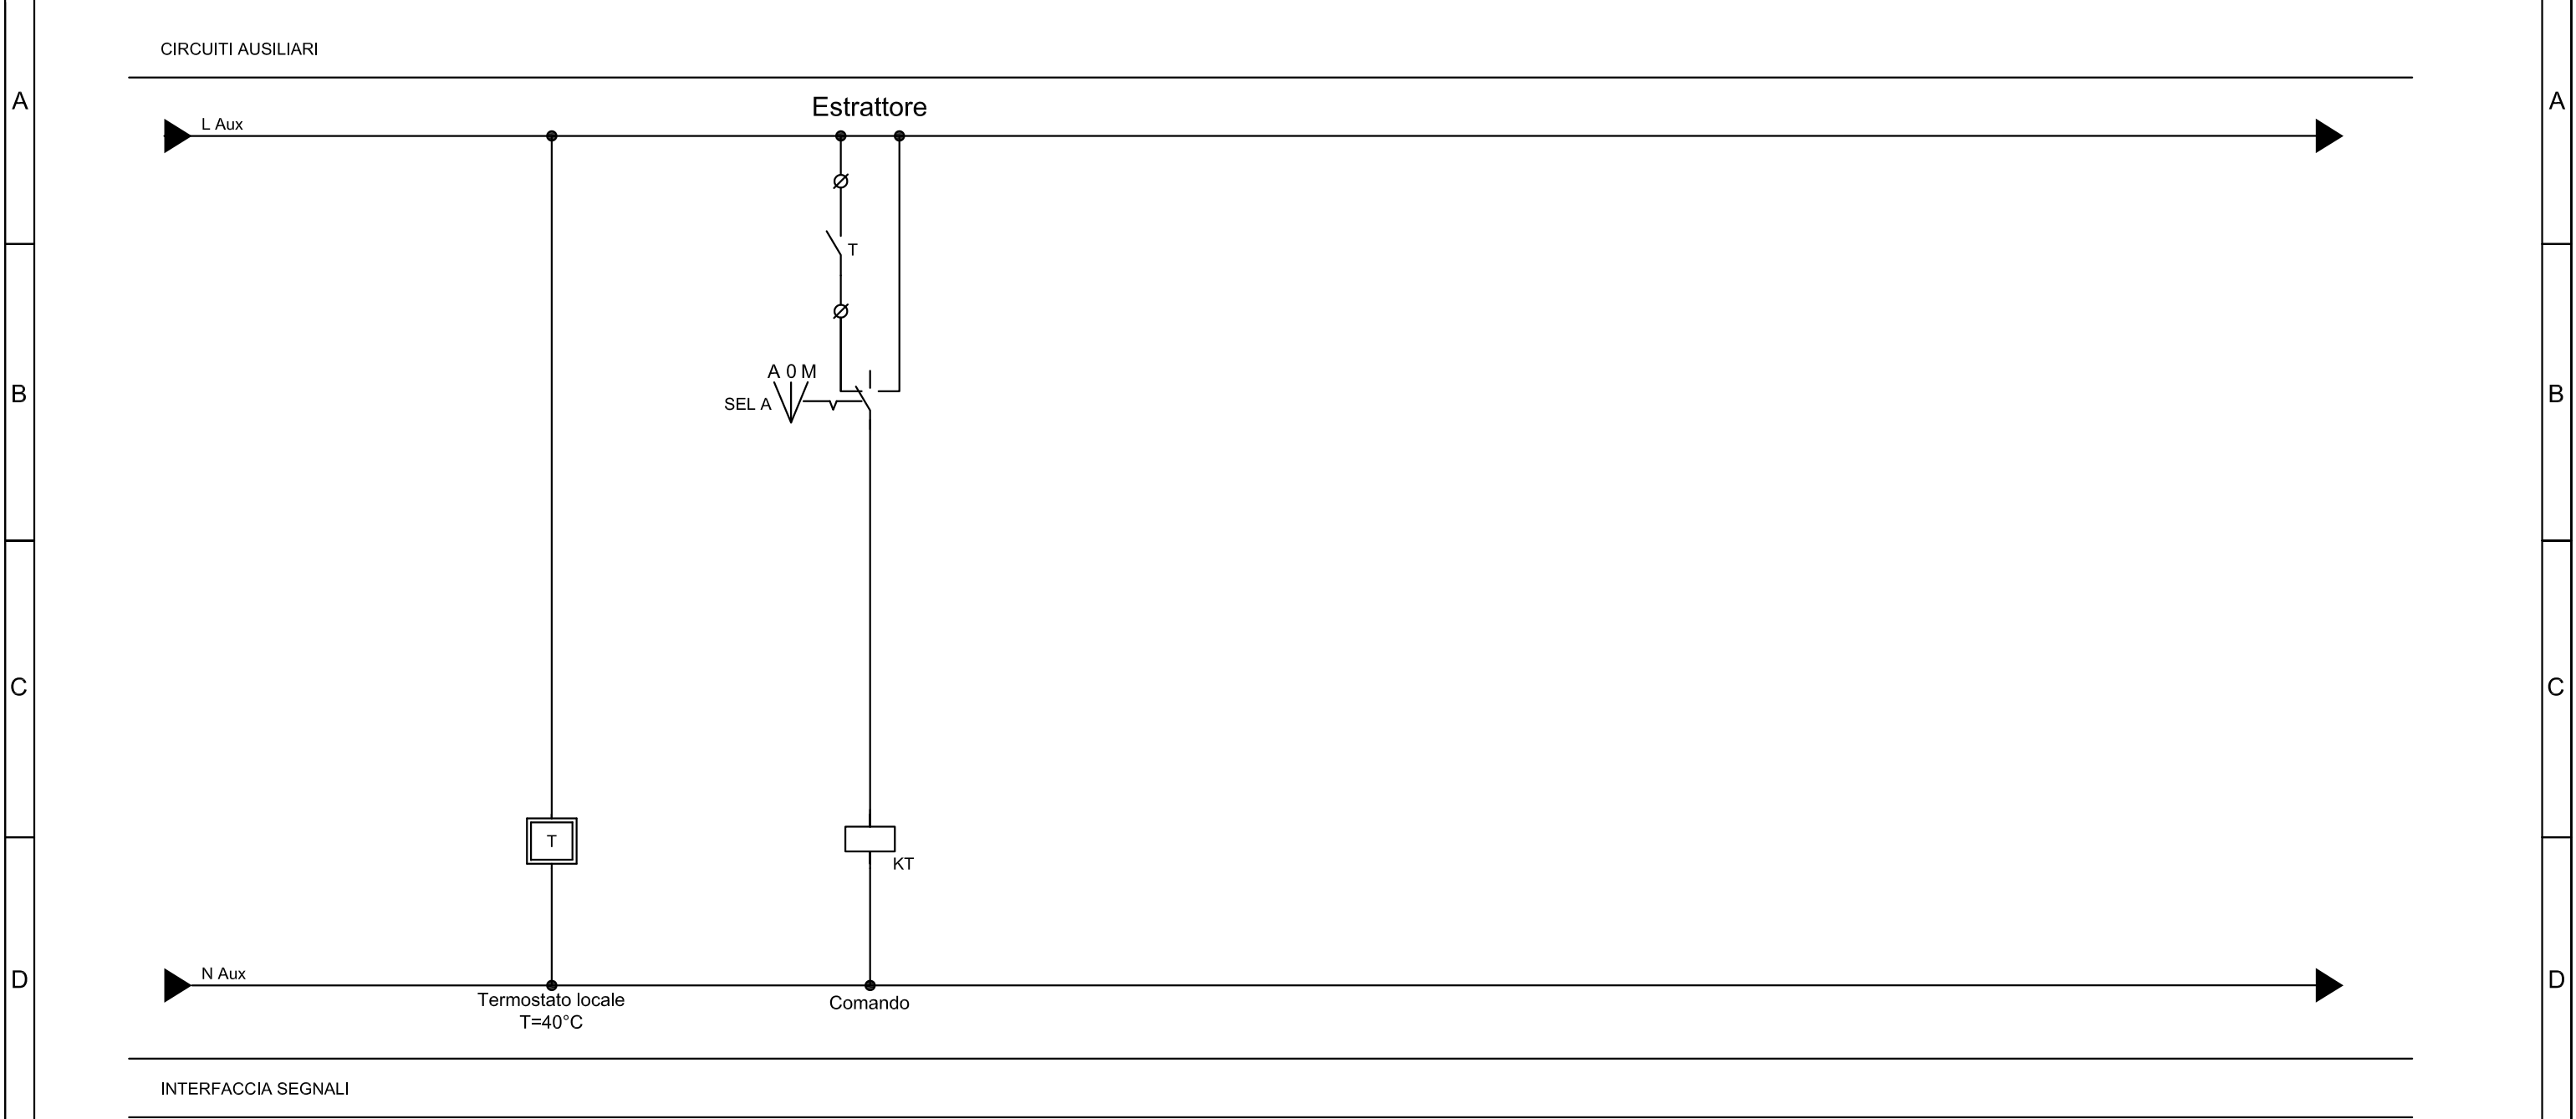 CIRCUITI AUSILIARI
A
A
Estrattore
L Aux
T
A 0 M
B
B
SEL A
C
C
T
KT
N Aux
D
D
Termostato locale
Comando
T=40°C
INTERFACCIA SEGNALI